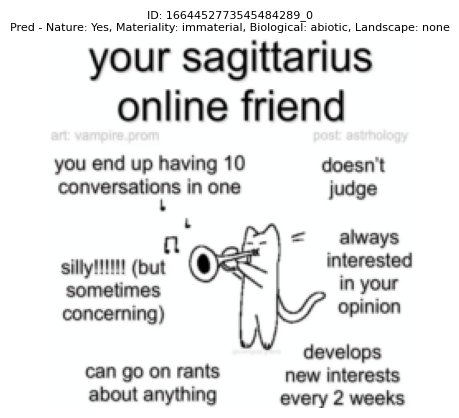 ID: 1664452773545484289_0
Pred - Nature: Yes, Materiality: immaterial, Biological: abiotic, Landscape: none
your sagittarius
online friend
art: vampire.prom
post: astrhology
you end up having 10
conversations in one
doesn't
judge
silly!!!!!! (but
sometimes
concerning)
always
interested
in your
opinion
can go on rants
about anything
develops
new interests
every 2 weeks